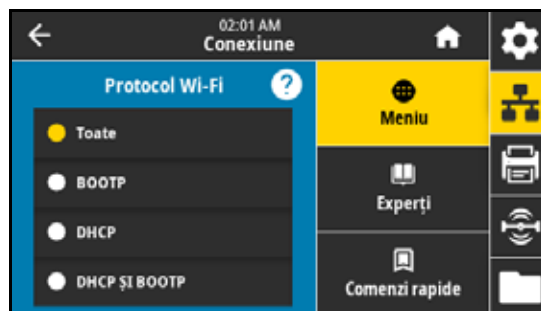 02:01 AM
Conexiune
Protocol Wi-Fi ?
Toate
BOOTP
DHCP
DHCP ȘI BOOTP
Meniu
Experți
Comenzi rapide